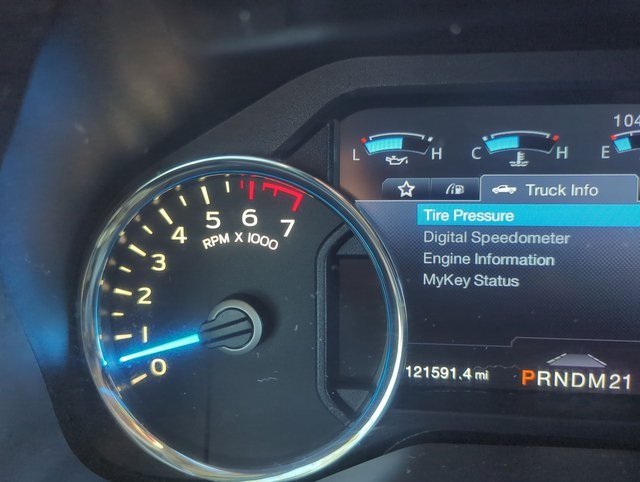 104
L H C H E
Truck Info
Tire Pressure
Digital Speedometer
Engine Information
MyKey Status
0 1 2 3 4 5 6 7
RPM X 1000
121591.4 mi
PRNDM21